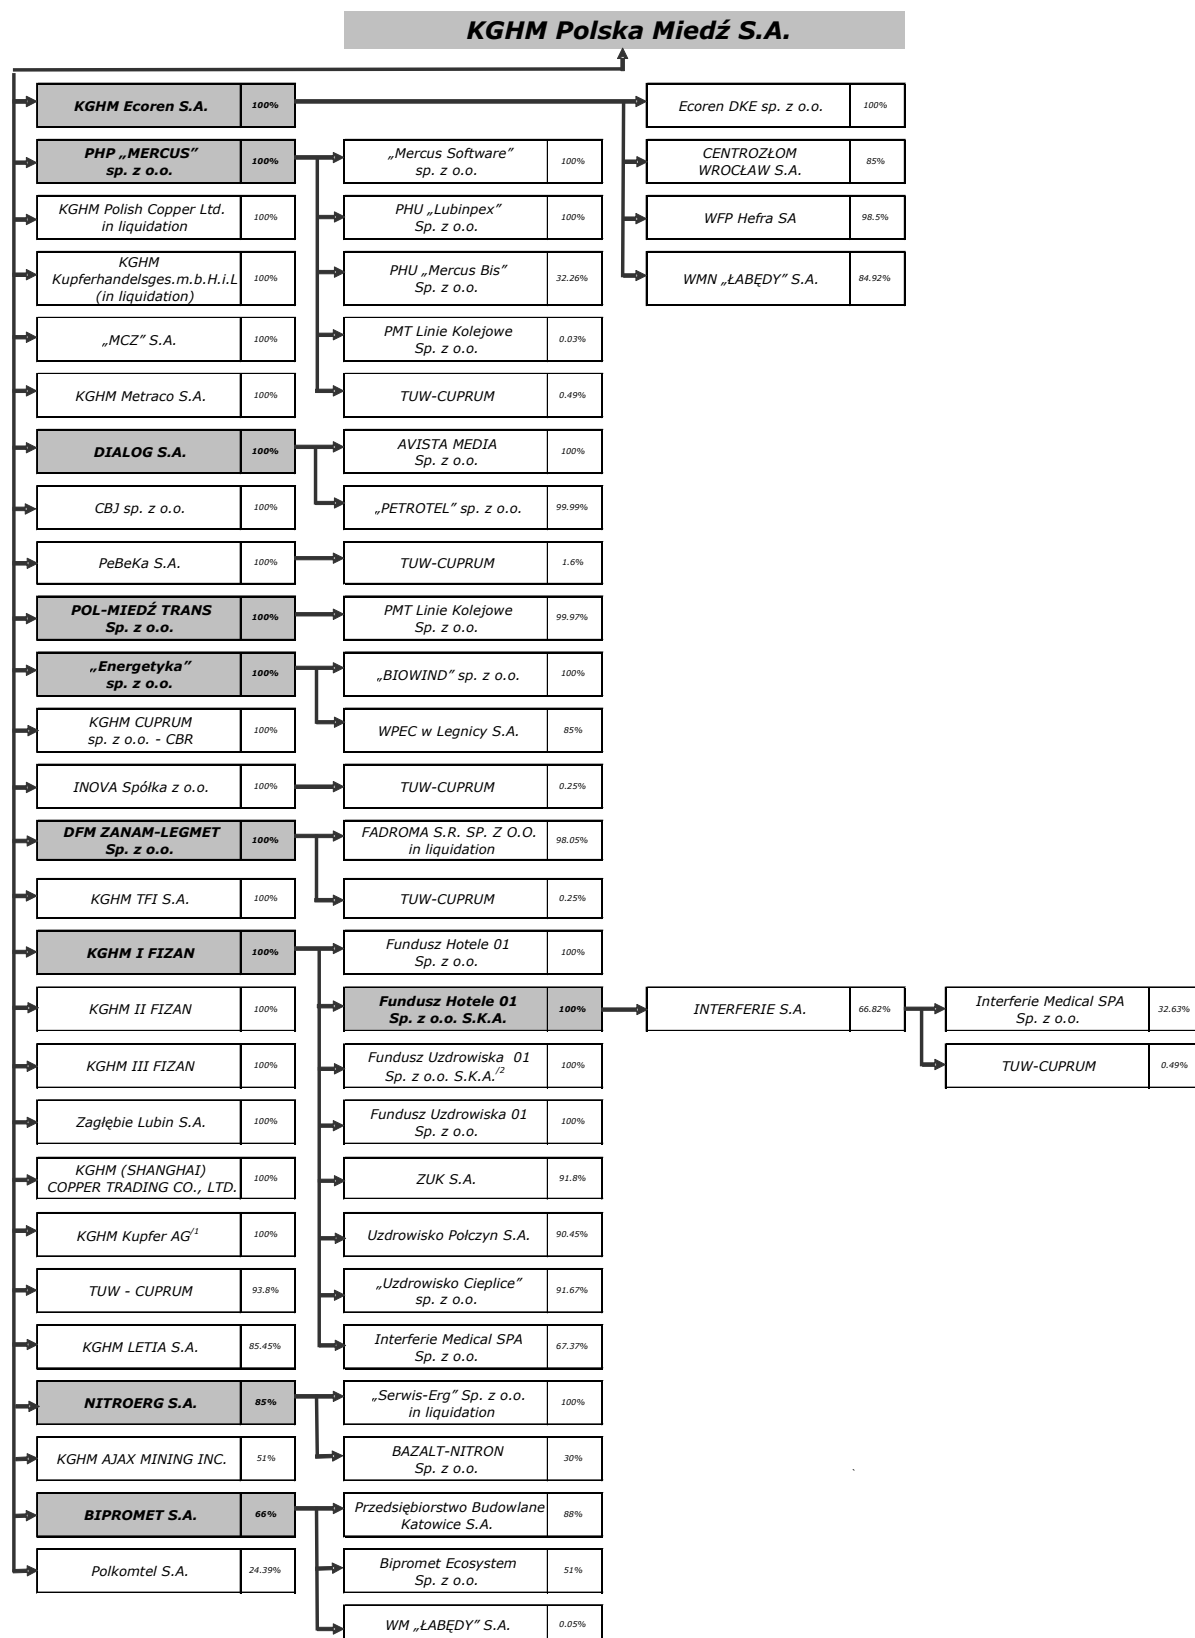 KGHM Polska Miedź S.A.
KGHM Ecoren S.A.
100%
Ecoren DKE sp. z o.o.
100%
PHP „MERCUS”
sp. z o.o.
100%
„Mercus Software”
sp. z o.o.
100%
CENTROZŁOM
WROCŁAW S.A.
85%
KGHM Polish Copper Ltd.
in liquidation
100%
PHU „Lubinpex”
Sp. z o.o.
100%
WFP Hefra SA
98.5%
KGHM
Kupferhandelsges.m.b.H.i.L
(in liquidation)
100%
PHU „Mercus Bis”
Sp. z o.o.
32.26%
WMN „ŁABĘDY” S.A.
84.92%
„MCZ” S.A.
100%
PMT Linie Kolejowe
Sp. z o.o.
0.03%
KGHM Metraco S.A.
100%
TUW-CUPRUM
0.49%
DIALOG S.A.
100%
AVISTA MEDIA
Sp. z o.o.
100%
CBJ sp. z o.o.
100%
„PETROTEL” sp. z o.o.
99.99%
PeBeKa S.A.
100%
TUW-CUPRUM
1.6%
POL-MIEDŹ TRANS
Sp. z o.o.
100%
PMT Linie Kolejowe
Sp. z o.o.
99.97%
„Energetyka”
sp. z o.o.
100%
„BIOWIND” sp. z o.o.
100%
KGHM CUPRUM
sp. z o.o. - CBR
100%
WPEC w Legnicy S.A.
85%
INOVA Spółka z o.o.
100%
TUW-CUPRUM
0.25%
DFM ZANAM-LEGMET
Sp. z o.o.
100%
FADROMA S.R. SP. Z O.O.
in liquidation
98.05%
KGHM TFI S.A.
100%
TUW-CUPRUM
0.25%
KGHM I FIZAN
100%
Fundusz Hotele 01
Sp. z o.o.
100%
KGHM II FIZAN
100%
Fundusz Hotele 01
Sp. z o.o. S.K.A.
100%
INTERFERIE S.A.
66.82%
Interferie Medical SPA
Sp. z o.o.
32.63%
KGHM III FIZAN
100%
Fundusz Uzdrowiska 01
Sp. z o.o. S.K.A./2
100%
TUW-CUPRUM
0.49%
Zagłębie Lubin S.A.
100%
Fundusz Uzdrowiska 01
Sp. z o.o.
100%
KGHM (SHANGHAI)
COPPER TRADING CO., LTD.
100%
ZUK S.A.
91.8%
KGHM Kupfer AG/1
100%
Uzdrowisko Połczyn S.A.
90.45%
TUW - CUPRUM
93.8%
„Uzdrowisko Cieplice”
sp. z o.o.
91.67%
KGHM LETIA S.A.
85.45%
Interferie Medical SPA
Sp. z o.o.
67.37%
NITROERG S.A.
85%
„Serwis-Erg” Sp. z o.o.
in liquidation
100%
KGHM AJAX MINING INC.
51%
BAZALT-NITRON
Sp. z o.o.
30%
BIPROMET S.A.
66%
Przedsiębiorstwo Budowlane
Katowice S.A.
88%
Polkomtel S.A.
24.39%
Bipromet Ecosystem
Sp. z o.o.
51%
WM „ŁABĘDY” S.A.
0.05%